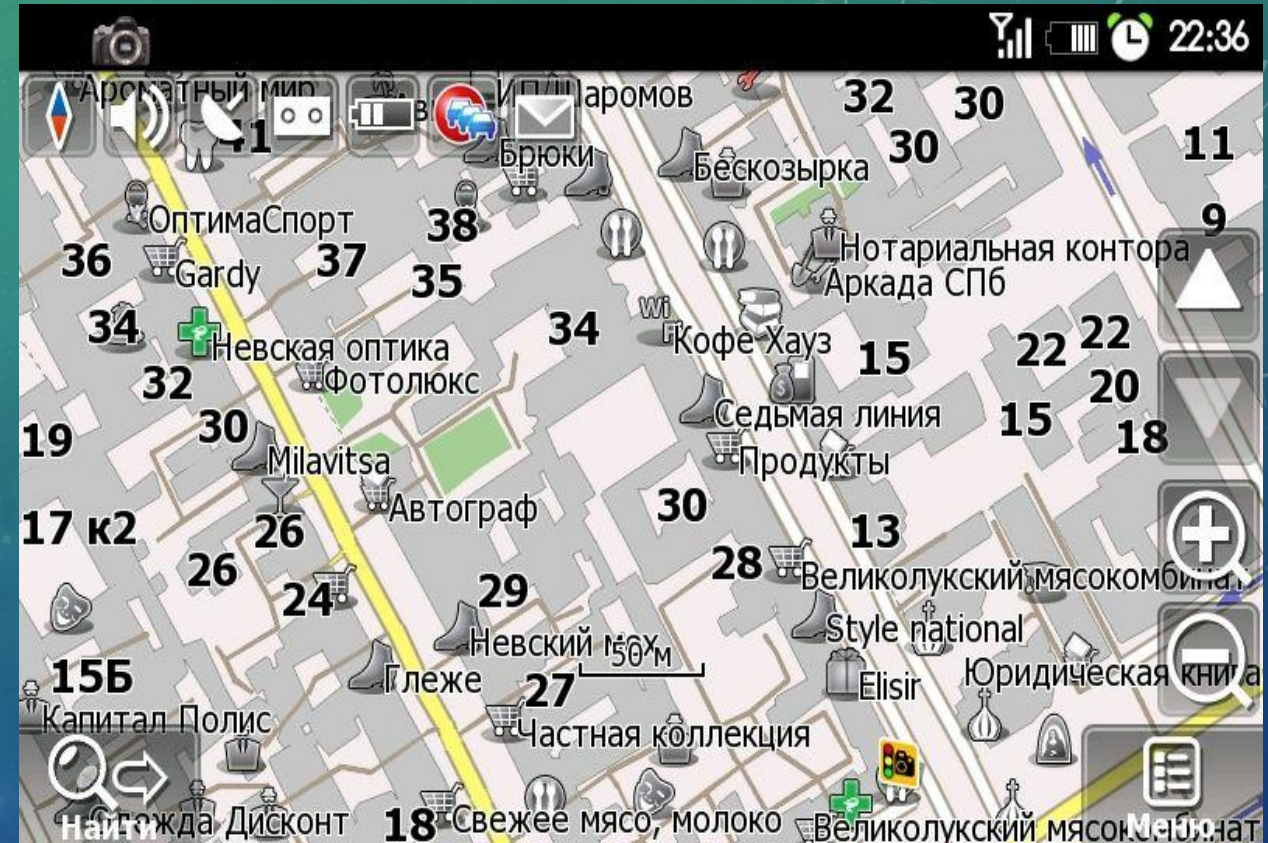 22:36
Ароматный мир
Шаромов
32
30
41
Брюки
Бескозырка
30
11
ОптимаСпорт
38
9
36
Gardy
37
35
Нотариальная контора
Аркада СПб
34
Невская оптика
34
Wi
Кофе Хауз
15
22
22
32
Фотолюкс
20
19
30
Седьмая линия
15
18
Milavitsa
Продукты
Автограф
30
17 к2
26
13
26
28
Великолукский мясокомбинат
24
29
Style national
Невский мех
50 м
15Б
Глеже
27
Elisir
Юридическая книга
Капитал Полис
Частная коллекция
Найти
Одежда Дисконт
18
Свежее мясо, молоко
Великолукский мясокомбинат
Меню